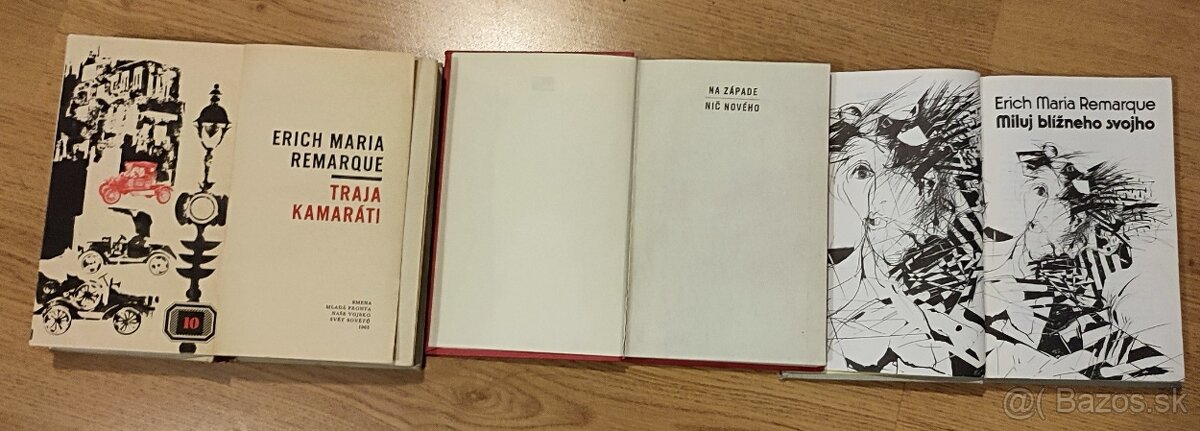 ERICH MARIA
REMARQUE
TRAJA
KAMARÁTI
SMENA
MLADÁ FRONTA
NAŠE VOJSKO
SVĚT SOVĚTŮ
10
NA ZÁPADE
NIČ NOVÉHO
Erich Maria Remarque
Miluj blížneho svojho
@( Bazos.sk